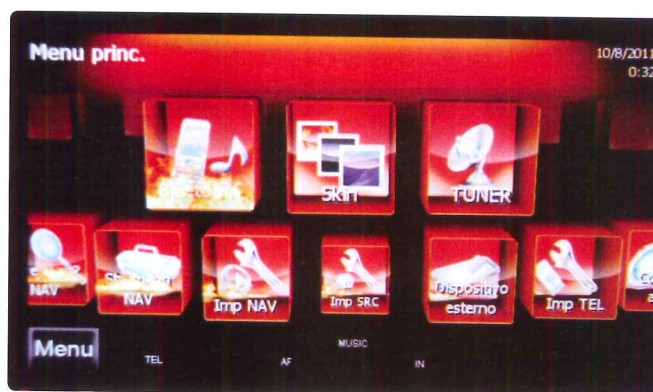 Menu princ.
10/8/2011
0:32
Skin
TUNER
NAV
NAV
Imp NAV
Imp SRC
Dispositivo
esterno
Imp TEL
Menu
TEL
AF
MUSIC
IN